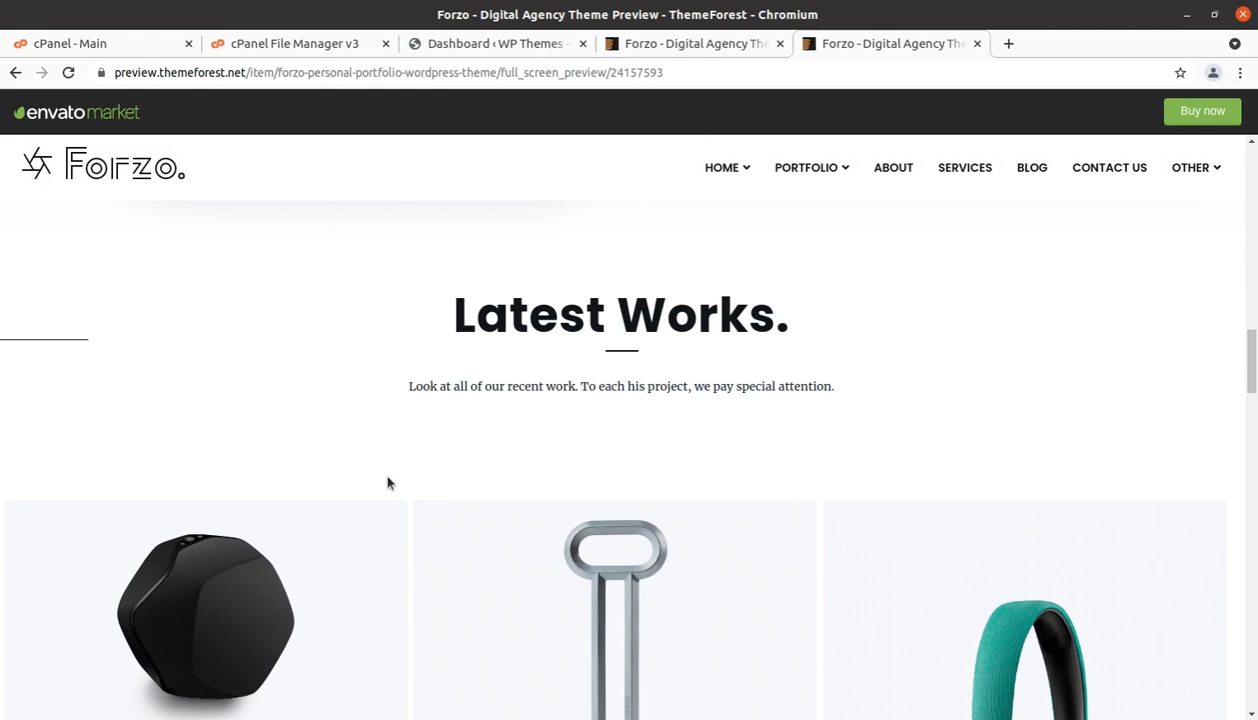 Forzo - Digital Agency Theme Preview - ThemeForest - Chromium
cPanel - Main
cPanel File Manager v3
Dashboard ‹ WP Themes –
Forzo - Digital Agency The
Forzo - Digital Agency The
preview.themeforest.net/item/forzo-personal-portfolio-wordpress-theme/full_screen_preview/24157593
envatomarket
Buy now
Forzo.
HOME
PORTFOLIO
ABOUT
SERVICES
BLOG
CONTACT US
OTHER
Latest Works.
Look at all of our recent work. To each his project, we pay special attention.